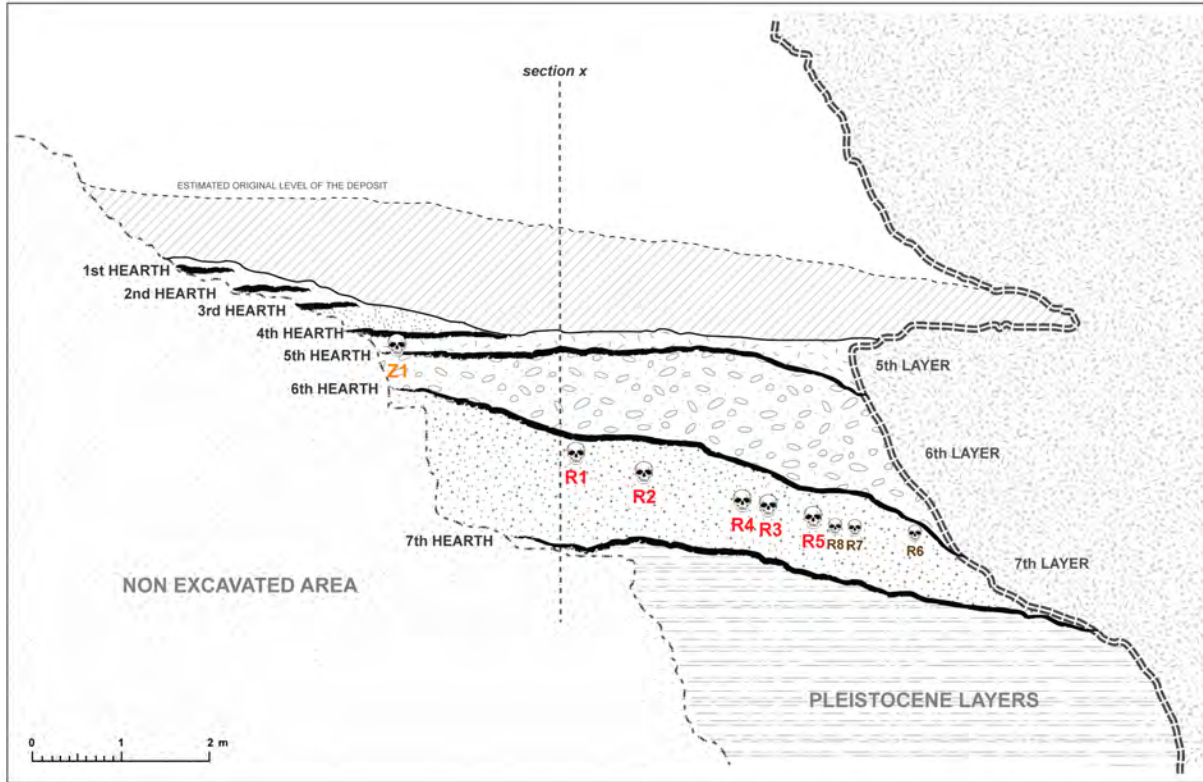 section x
ESTIMATED ORIGINAL LEVEL OF THE DEPOSIT
1st HEARTH
2nd HEARTH
3rd HEARTH
4th HEARTH
5th HEARTH
Z1
6th HEARTH
5th LAYER
6th LAYER
R1
R2
R4
R3
R5
R8
R7
R6
7th HEARTH
7th LAYER
NON EXCAVATED AREA
PLEISTOCENE LAYERS
0 1 2 m